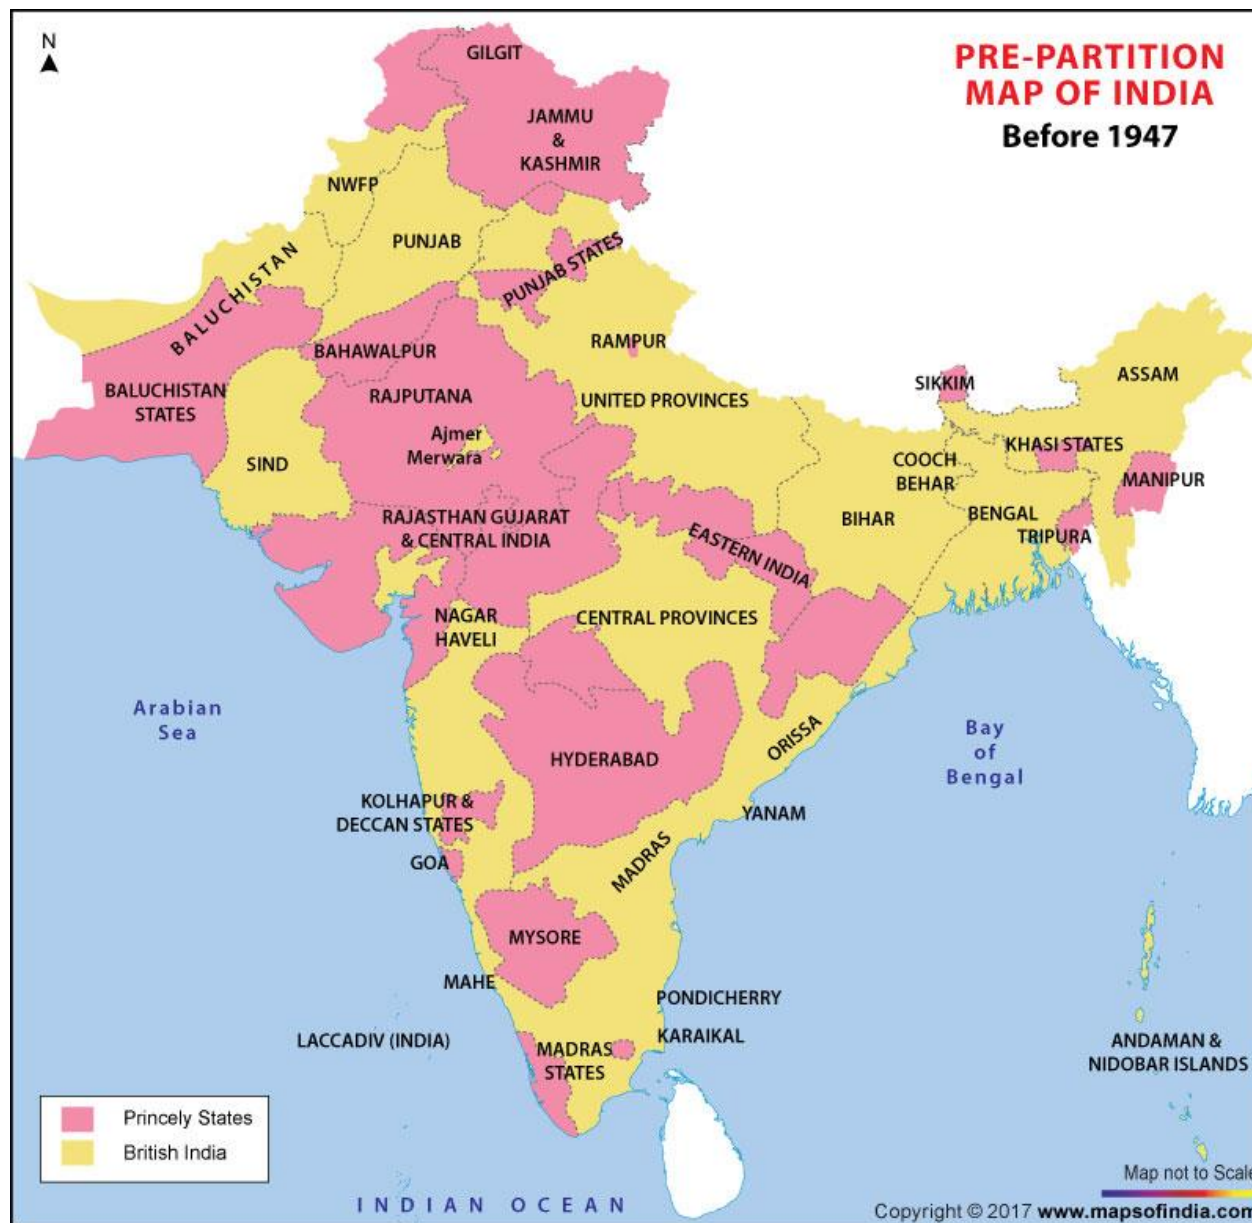 N
PRE-PARTITION
MAP OF INDIA
Before 1947
GILGIT
JAMMU
&
KASHMIR
NWFP
PUNJAB
PUNJAB STATES
BALUCHISTAN
RAMPUR
BAHAWALPUR
BALUCHISTAN
STATES
RAJPUTANA
UNITED PROVINCES
SIKKIM
ASSAM
Ajmer
Merwara
SIND
KHASI STATES
COOCH
BEHAR
MANIPUR
RAJASTHAN GUJARAT
& CENTRAL INDIA
BIHAR
BENGAL
TRIPURA
EASTERN INDIA
NAGAR
HAVELI
CENTRAL PROVINCES
Arabian
Sea
ORISSA
Bay
of
Bengal
HYDERABAD
KOLHAPUR &
DECCAN STATES
YANAM
GOA
MADRAS
MYSORE
MAHE
PONDICHERRY
LACCADIV (INDIA)
KARAIKAL
MADRAS
STATES
ANDAMAN &
NIDOBAR ISLANDS
Princely States
British India
Map not to Scale
INDIAN OCEAN
Copyright © 2017 www.mapsofindia.com